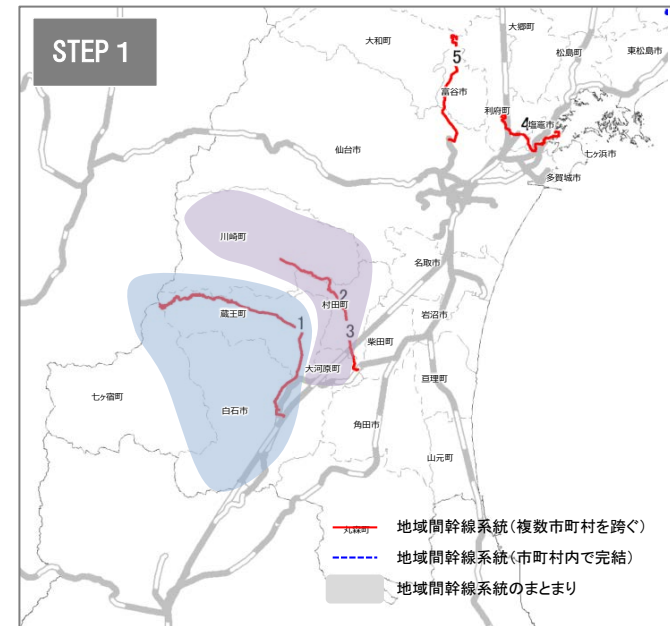 STEP 1
大和町
大郷町
松島町
東松島市
5
富谷市
利府町
4
塩竈市
七ヶ浜市
仙台市
多賀城市
川崎町
名取市
2
村田町
蔵王町
1
3
岩沼市
柴田町
大河原町
亘理町
七ヶ宿町
白石市
角田市
山元町
丸森町
地域間幹線系統(複数市町村を跨ぐ)
地域間幹線系統(市町村内で完結)
地域間幹線系統のまとまり